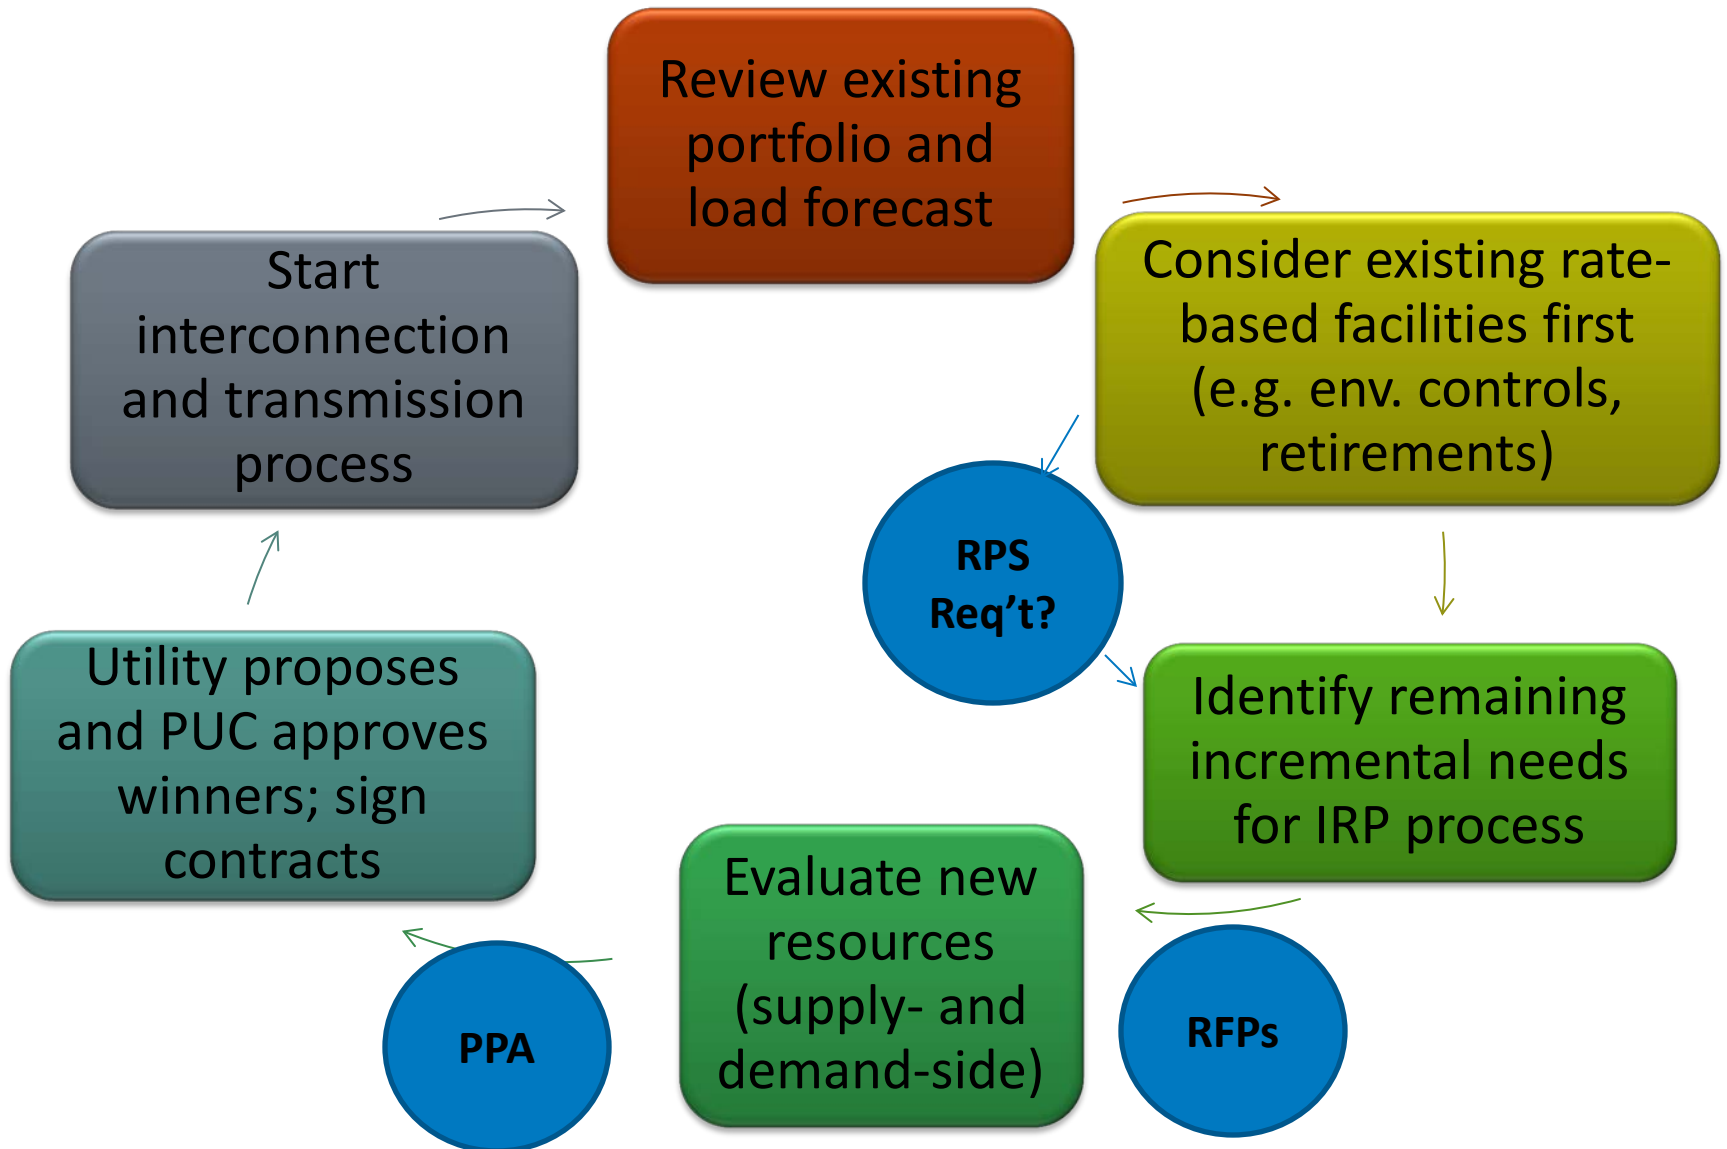 Review existing
portfolio and
load forecast
Consider existing rate-
based facilities first
(e.g. env. controls,
retirements)
RPS
Req’t?
Identify remaining
incremental needs
for IRP process
RFPs
Evaluate new
resources
(supply- and
demand-side)
PPA
Utility proposes
and PUC approves
winners; sign
contracts
Start
interconnection
and transmission
process